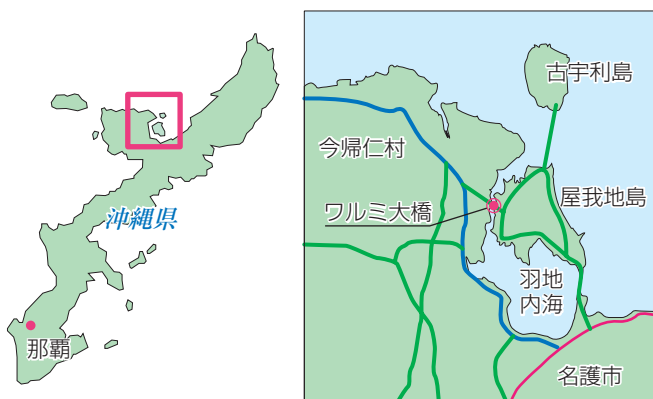 沖縄県
那覇
古宇利島
今帰仁村
屋我地島
ワルミ大橋
羽地
内海
名護市